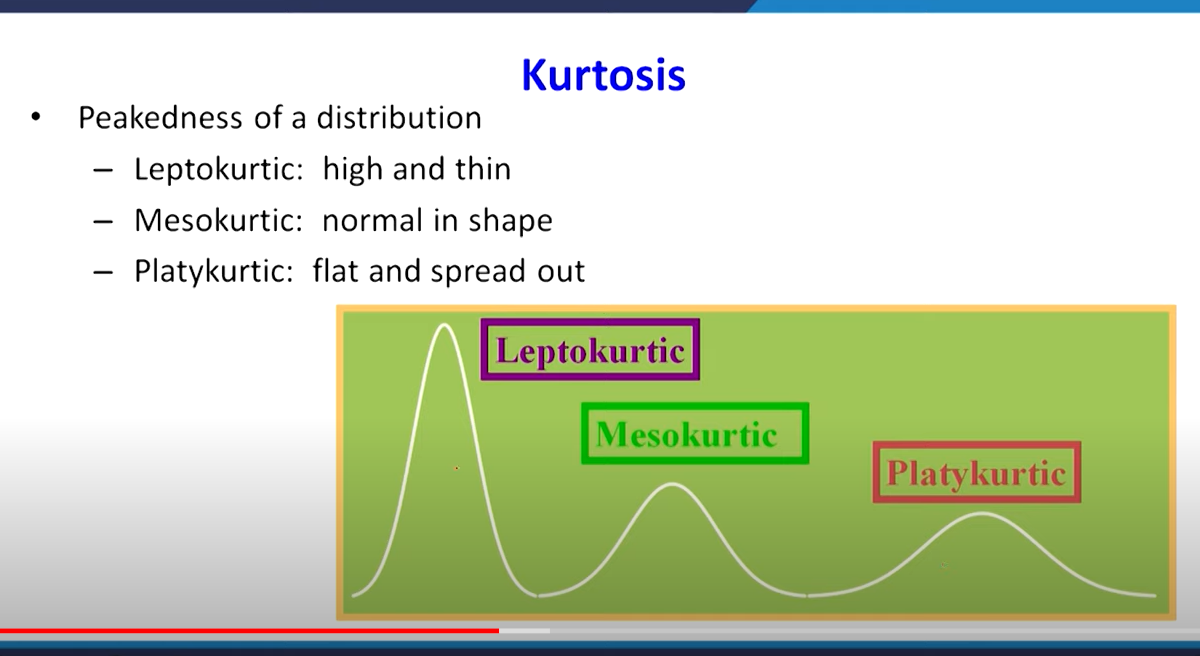 Kurtosis
• Peakedness of a distribution
– Leptokurtic: high and thin
– Mesokurtic: normal in shape
– Platykurtic: flat and spread out
Leptokurtic
Mesokurtic
Platykurtic